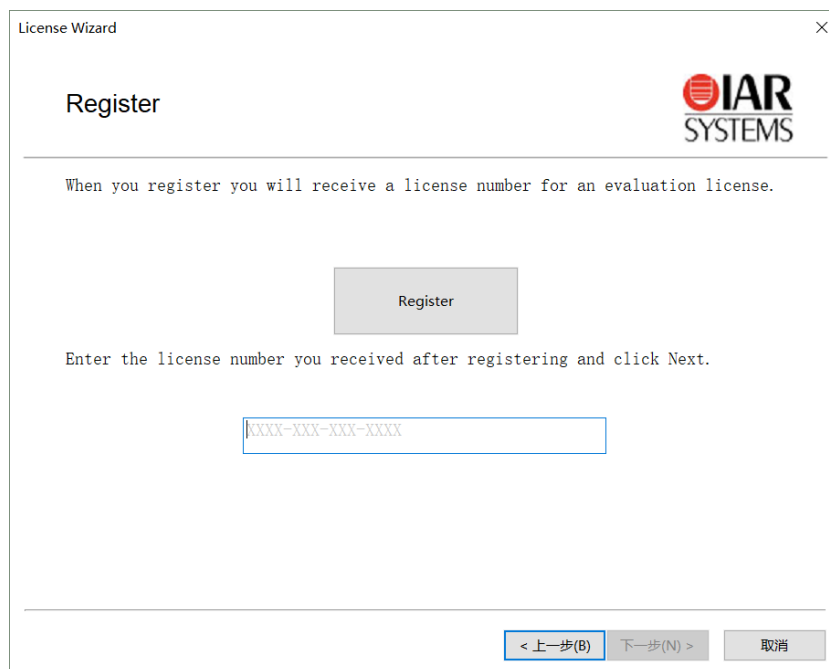 License Wizard
Register
IAR
SYSTEMS
When you register you will receive a license number for an evaluation license.
Register
Enter the license number you received after registering and click Next.
XXXX-XXX-XXX-XXXX
< 上一步(B)
下一步(N) >
取消